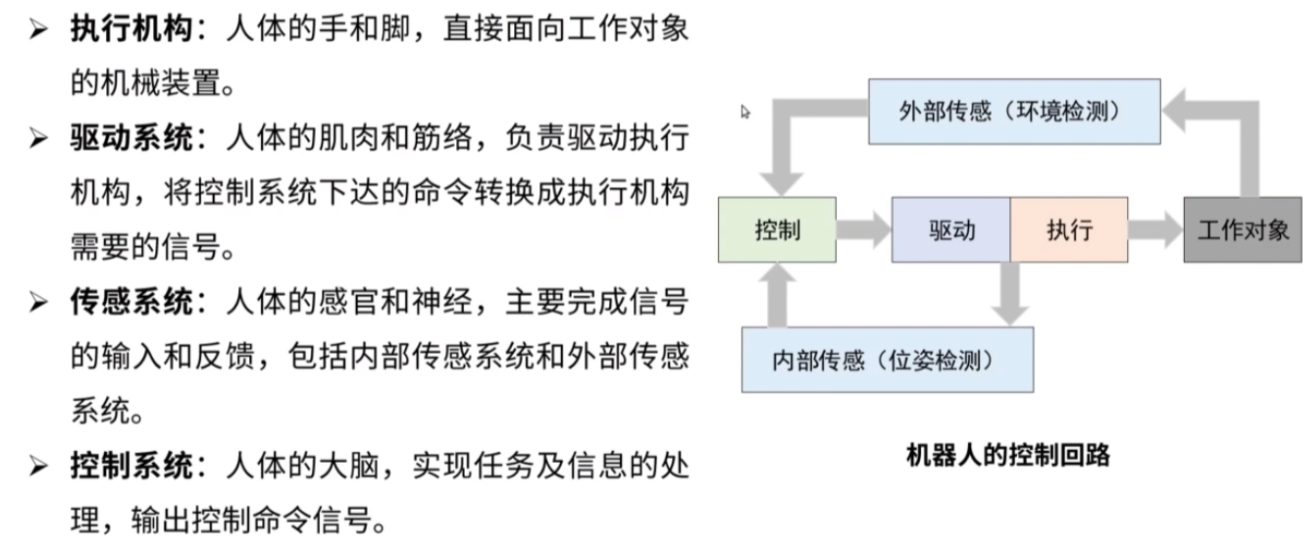 ➢ 执行机构：人体的手和脚，直接面向工作对象
的机械装置。
➢ 驱动系统：人体的肌肉和筋络，负责驱动执行
机构，将控制系统下达的命令转换成执行机构
需要的信号。
➢ 传感系统：人体的感官和神经，主要完成信号
的输入和反馈，包括内部传感系统和外部传感
系统。
➢ 控制系统：人体的大脑，实现任务及信息的处
理，输出控制命令信号。
外部传感（环境检测）
控制
驱动
执行
工作对象
内部传感（位姿检测）
机器人的控制回路